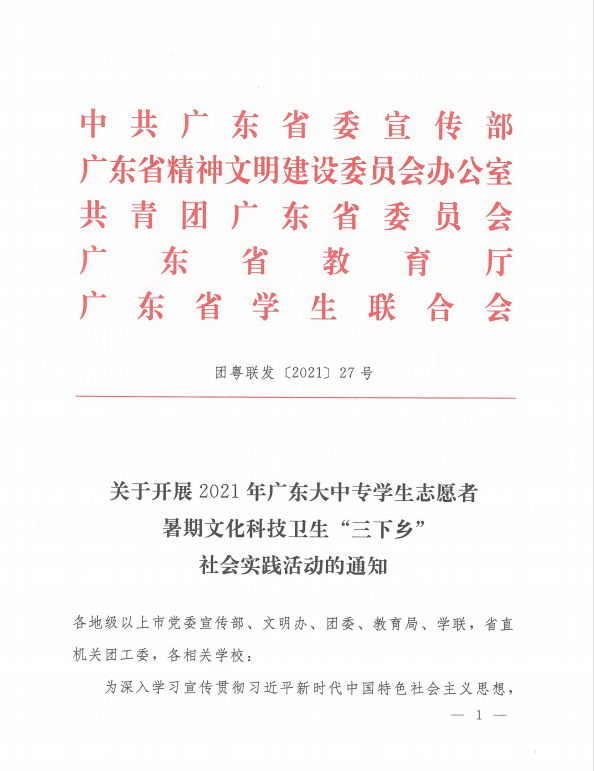 中共广东省委宣传部
广东省精神文明建设委员会办公室
共青团广东省委员会
广东省教育厅
广东省学生联合会
团粤联发〔2021〕27号
关于开展2021年广东大中专学生志愿者
暑期文化科技卫生“三下乡”
社会实践活动的通知
各地级以上市党委宣传部、文明办、团委、教育局、学联，省直
机关团工委，各相关学校：
为深入学习宣传贯彻习近平新时代中国特色社会主义思想，
— 1 —